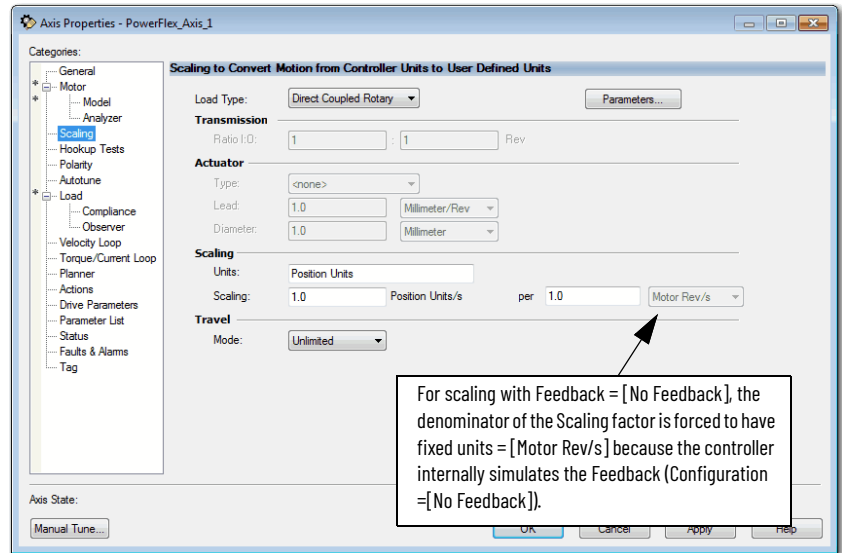 Axis Properties - PowerFlex_Axis_1
Categories:
General
* Motor
* Model
Analyzer
Scaling
Hookup Tests
Polarity
Autotune
* Load
Compliance
Observer
Velocity Loop
Torque/Current Loop
Planner
Actions
Drive Parameters
Parameter List
Status
Faults & Alarms
Tag
Scaling to Convert Motion from Controller Units to User Defined Units
Load Type: Direct Coupled Rotary Parameters...
Transmission
Ratio I:O: 1 : 1 Rev
Actuator
Type: <none>
Lead: 1.0 Millimeter/Rev
Diameter: 1.0 Millimeter
Scaling
Units: Position Units
Scaling: 1.0 Position Units/s per 1.0 Motor Rev/s
Travel
Mode: Unlimited
For scaling with Feedback = [No Feedback], the
denominator of the Scaling factor is forced to have
fixed units = [Motor Rev/s] because the controller
internally simulates the Feedback (Configuration
=[No Feedback]).
Axis State:
Manual Tune... OK Cancel Apply Help